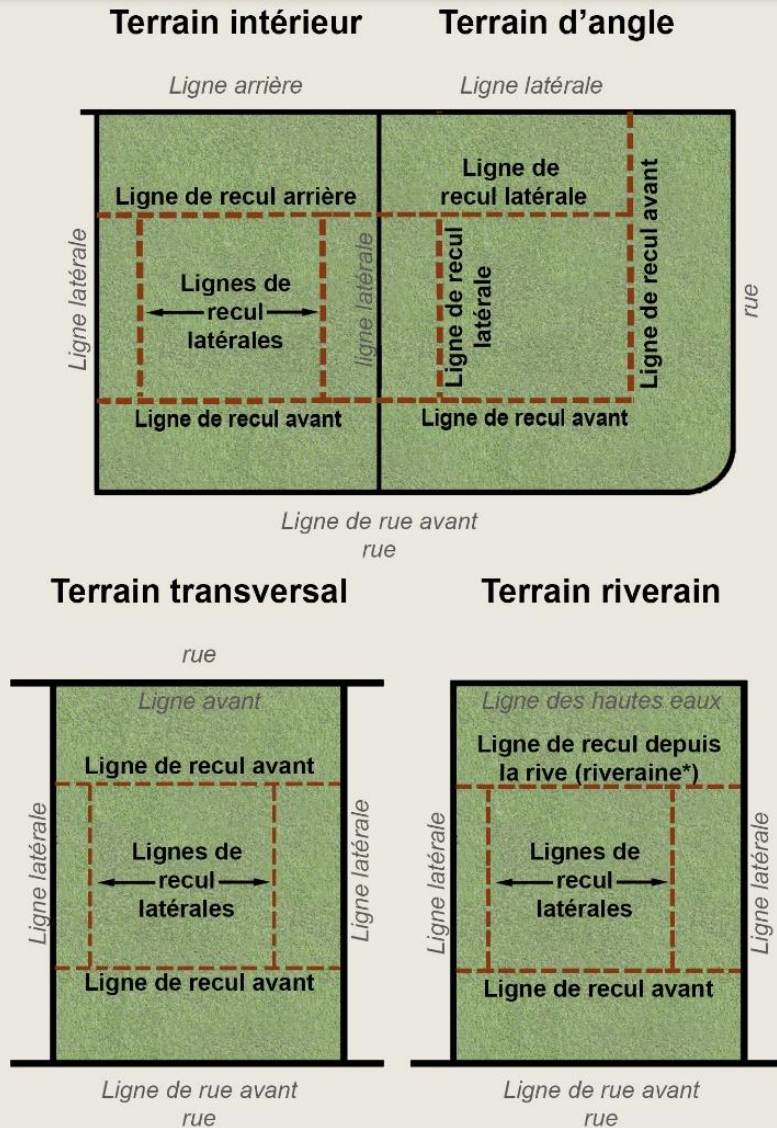 Terrain intérieur
Terrain d'angle
Ligne arrière
Ligne latérale
Ligne de recul arrière
Ligne de
recul latérale
Ligne latérale
Lignes de
recul
latérales
ligne latérale
Ligne de recul
latérale
Ligne de recul avant
rue
Ligne de recul avant
Ligne de recul avant
Ligne de rue avant
rue
Terrain transversal
rue
Ligne avant
Ligne de recul avant
Ligne latérale
Lignes de
recul
latérales
Ligne latérale
Ligne de recul avant
Ligne de rue avant
rue
Terrain riverain
Ligne des hautes eaux
Ligne de recul depuis
la rive (riveraine*)
Ligne latérale
Lignes de
recul
latérales
Ligne latérale
Ligne de recul avant
Ligne de rue avant
rue